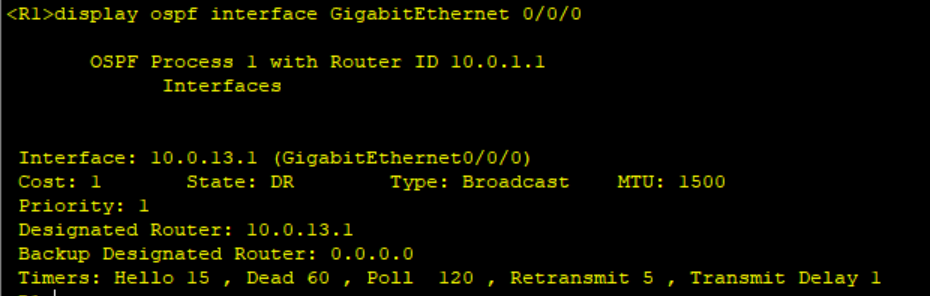 <R1>display ospf interface GigabitEthernet 0/0/0
OSPF Process 1 with Router ID 10.0.1.1
Interfaces
Interface: 10.0.13.1 (GigabitEthernet0/0/0)
Cost: 1 State: DR Type: Broadcast MTU: 1500
Priority: 1
Designated Router: 10.0.13.1
Backup Designated Router: 0.0.0.0
Timers: Hello 15 , Dead 60 , Poll 120 , Retransmit 5 , Transmit Delay 1